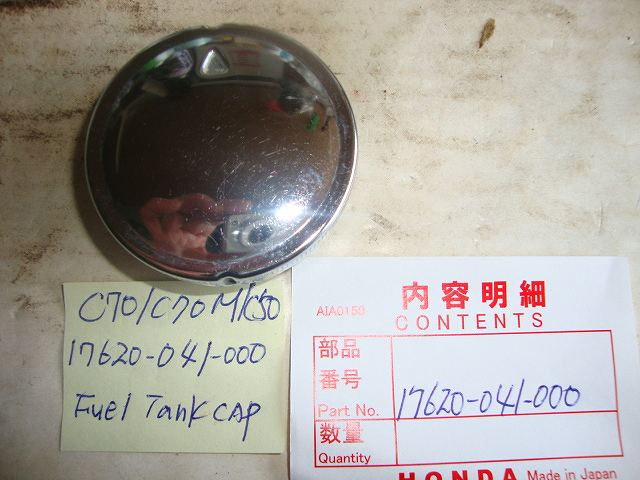 C70/C70M/C50
17620-041-000
Fuel Tank CAP
AIA0150
内容明細
CONTENTS
部品
番号
Part No. 17620-041-000
数量
Quantity
HONDA Made in Japan